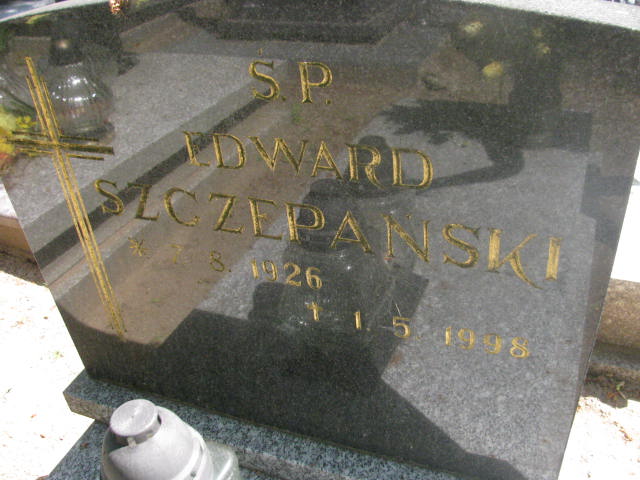 Ś. P.
EDWARD
SZCZEPAŃSKI
* 7. 8. 1926
† 1. 5. 1998